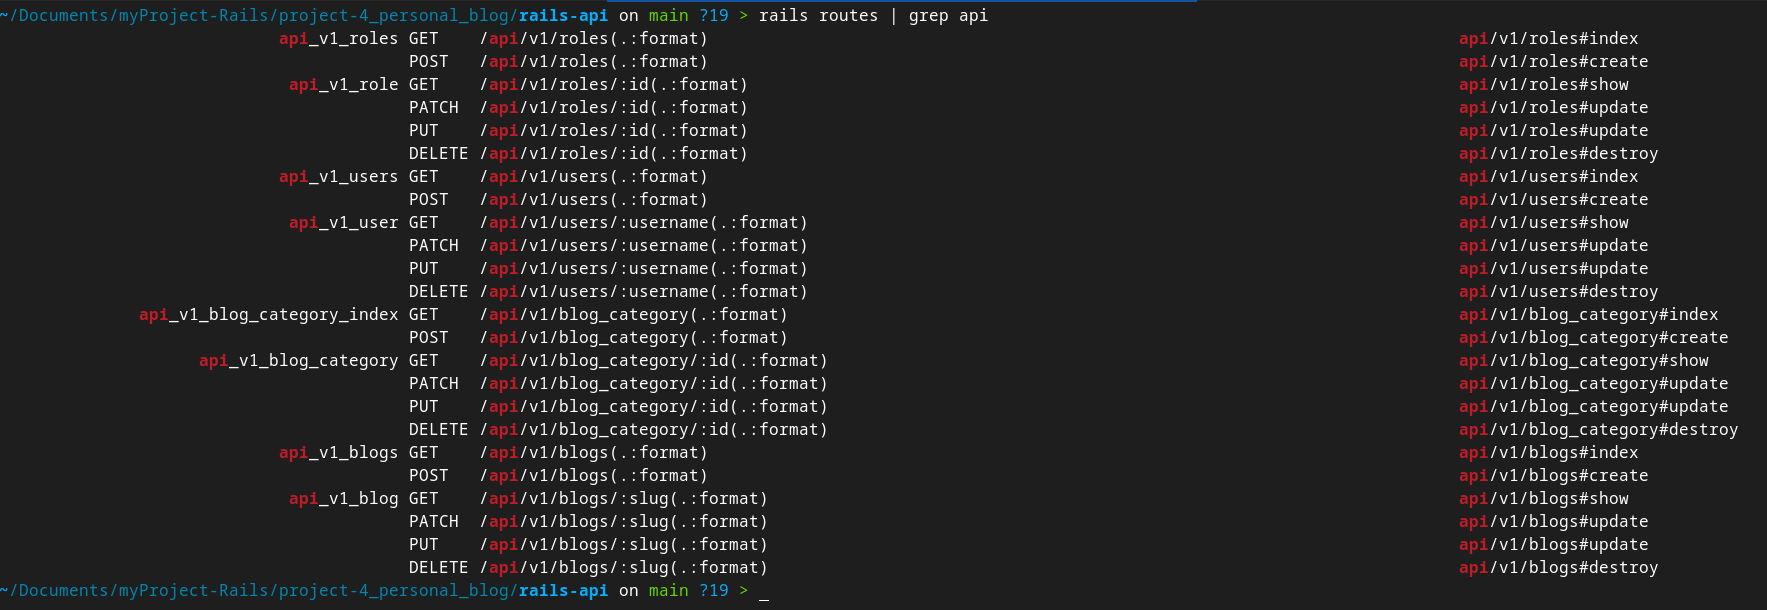 ~/Documents/myProject-Rails/project-4_personal_blog/rails-api on main ?19 > rails routes | grep api
api_v1_roles GET /api/v1/roles(.:format) api/v1/roles#index
POST /api/v1/roles(.:format) api/v1/roles#create
api_v1_role GET /api/v1/roles/:id(.:format) api/v1/roles#show
PATCH /api/v1/roles/:id(.:format) api/v1/roles#update
PUT /api/v1/roles/:id(.:format) api/v1/roles#update
DELETE /api/v1/roles/:id(.:format) api/v1/roles#destroy
api_v1_users GET /api/v1/users(.:format) api/v1/users#index
POST /api/v1/users(.:format) api/v1/users#create
api_v1_user GET /api/v1/users/:username(.:format) api/v1/users#show
PATCH /api/v1/users/:username(.:format) api/v1/users#update
PUT /api/v1/users/:username(.:format) api/v1/users#update
DELETE /api/v1/users/:username(.:format) api/v1/users#destroy
api_v1_blog_category_index GET /api/v1/blog_category(.:format) api/v1/blog_category#index
POST /api/v1/blog_category(.:format) api/v1/blog_category#create
api_v1_blog_category GET /api/v1/blog_category/:id(.:format) api/v1/blog_category#show
PATCH /api/v1/blog_category/:id(.:format) api/v1/blog_category#update
PUT /api/v1/blog_category/:id(.:format) api/v1/blog_category#update
DELETE /api/v1/blog_category/:id(.:format) api/v1/blog_category#destroy
api_v1_blogs GET /api/v1/blogs(.:format) api/v1/blogs#index
POST /api/v1/blogs(.:format) api/v1/blogs#create
api_v1_blog GET /api/v1/blogs/:slug(.:format) api/v1/blogs#show
PATCH /api/v1/blogs/:slug(.:format) api/v1/blogs#update
PUT /api/v1/blogs/:slug(.:format) api/v1/blogs#update
DELETE /api/v1/blogs/:slug(.:format) api/v1/blogs#destroy
~/Documents/myProject-Rails/project-4_personal_blog/rails-api on main ?19 > _